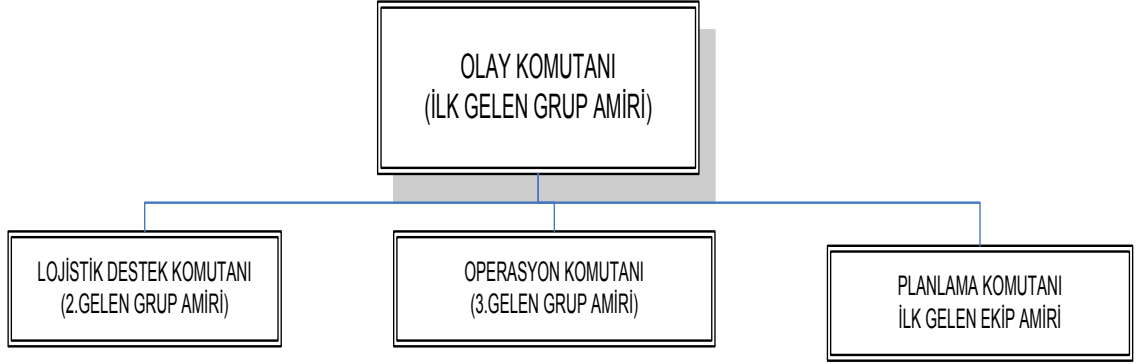 OLAY KOMUTANI
(İLK GELEN GRUP AMİRİ)
LOJİSTİK DESTEK KOMUTANI
(2.GELEN GRUP AMİRİ)
OPERASYON KOMUTANI
(3.GELEN GRUP AMİRİ)
PLANLAMA KOMUTANI
İLK GELEN EKİP AMİRİ